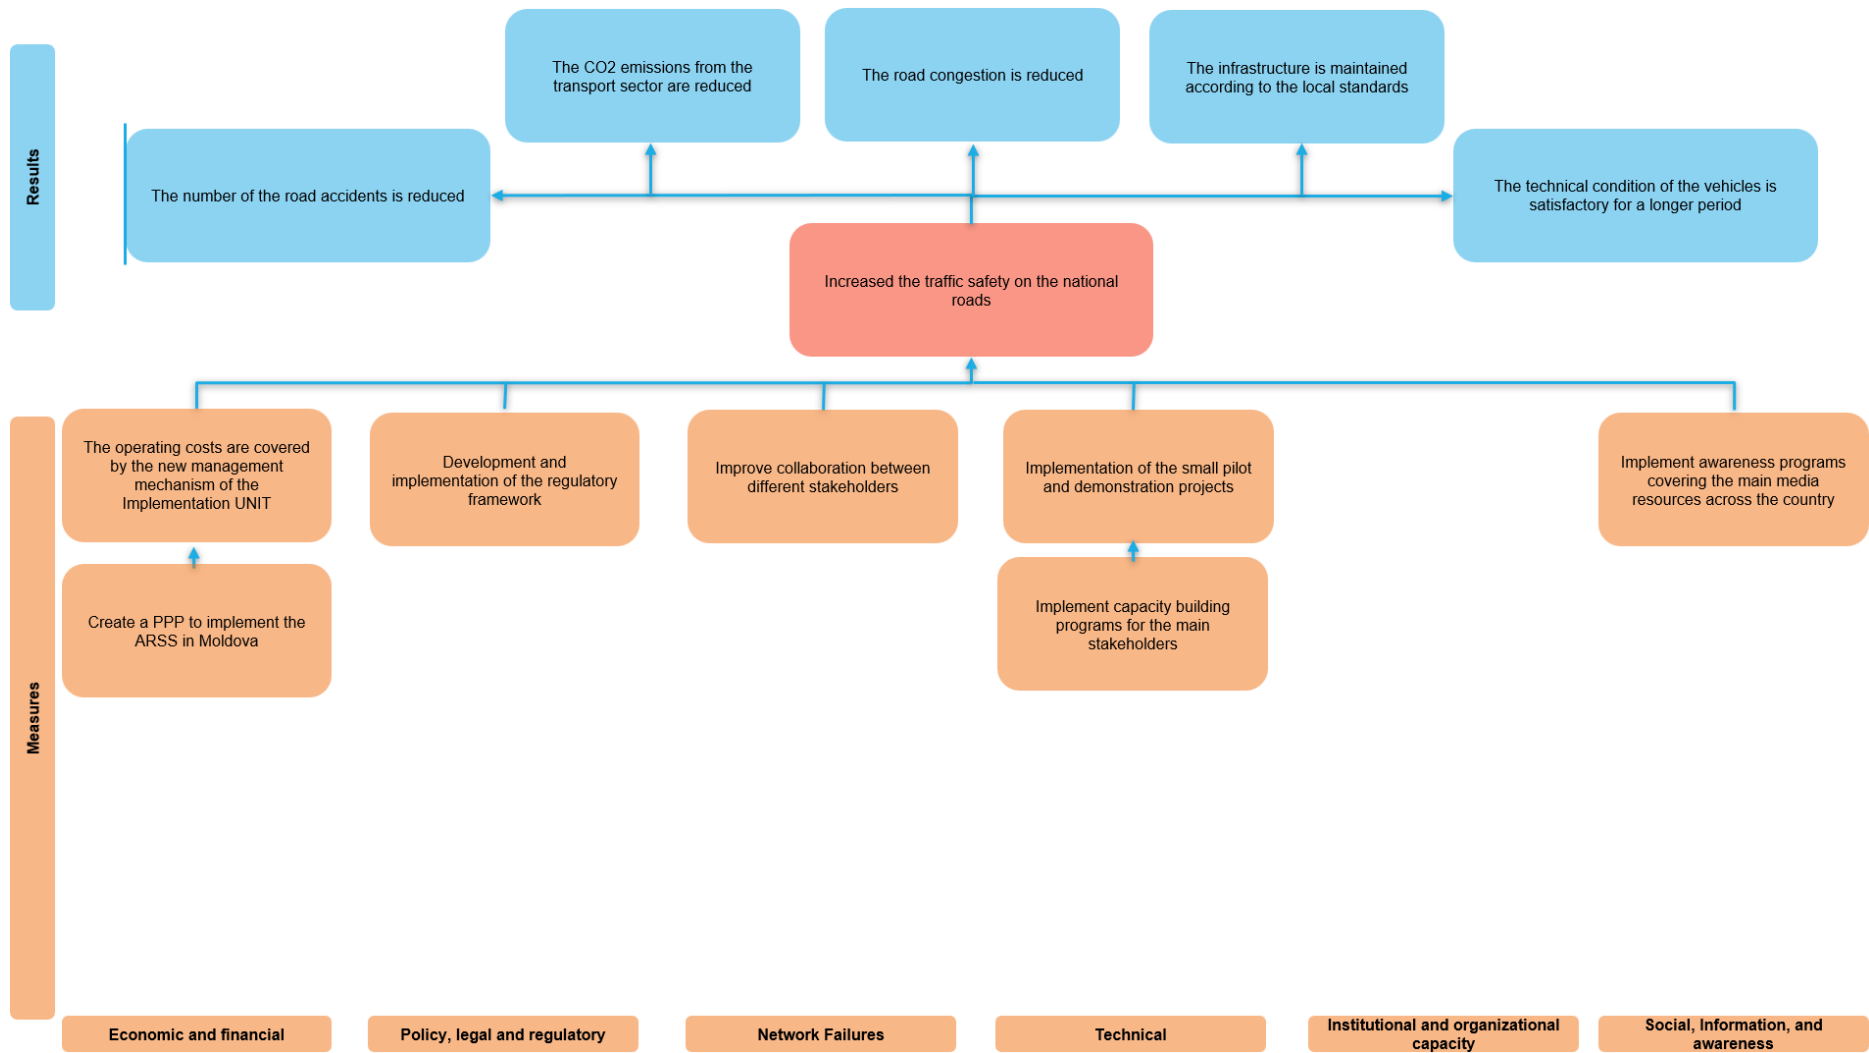 Results
The CO2 emissions from the
transport sector are reduced
The road congestion is reduced
The infrastructure is maintained
according to the local standards
The number of the road accidents is reduced
The technical condition of the vehicles is
satisfactory for a longer period
Increased the traffic safety on the national
roads
Measures
The operating costs are covered
by the new management
mechanism of the
Implementation UNIT
Development and
implementation of the regulatory
framework
Improve collaboration between
different stakeholders
Implementation of the small pilot
and demonstration projects
Implement awareness programs
covering the main media
resources across the country
Create a PPP to implement the
ARSS in Moldova
Implement capacity building
programs for the main
stakeholders
Economic and financial
Policy, legal and regulatory
Network Failures
Technical
Institutional and organizational
capacity
Social, Information, and
awareness